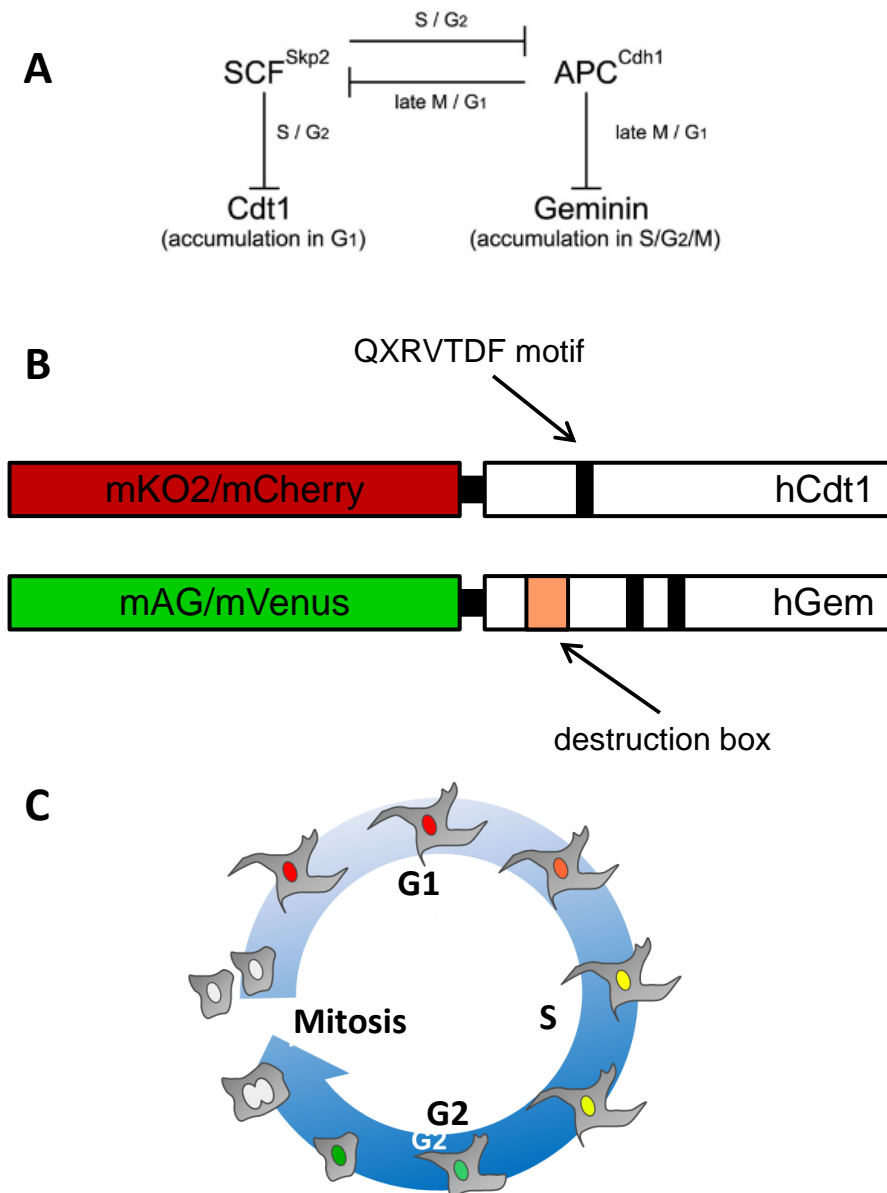 A
S / G2
SCF^Skp2
APC^Cdh1
late M / G1
S / G2
late M / G1
Cdt1
Geminin
(accumulation in G1)
(accumulation in S/G2/M)
B
QXRVTDF motif
mKO2/mCherry
hCdt1
mAG/mVenus
hGem
destruction box
C
G1
Mitosis
S
G2
G2